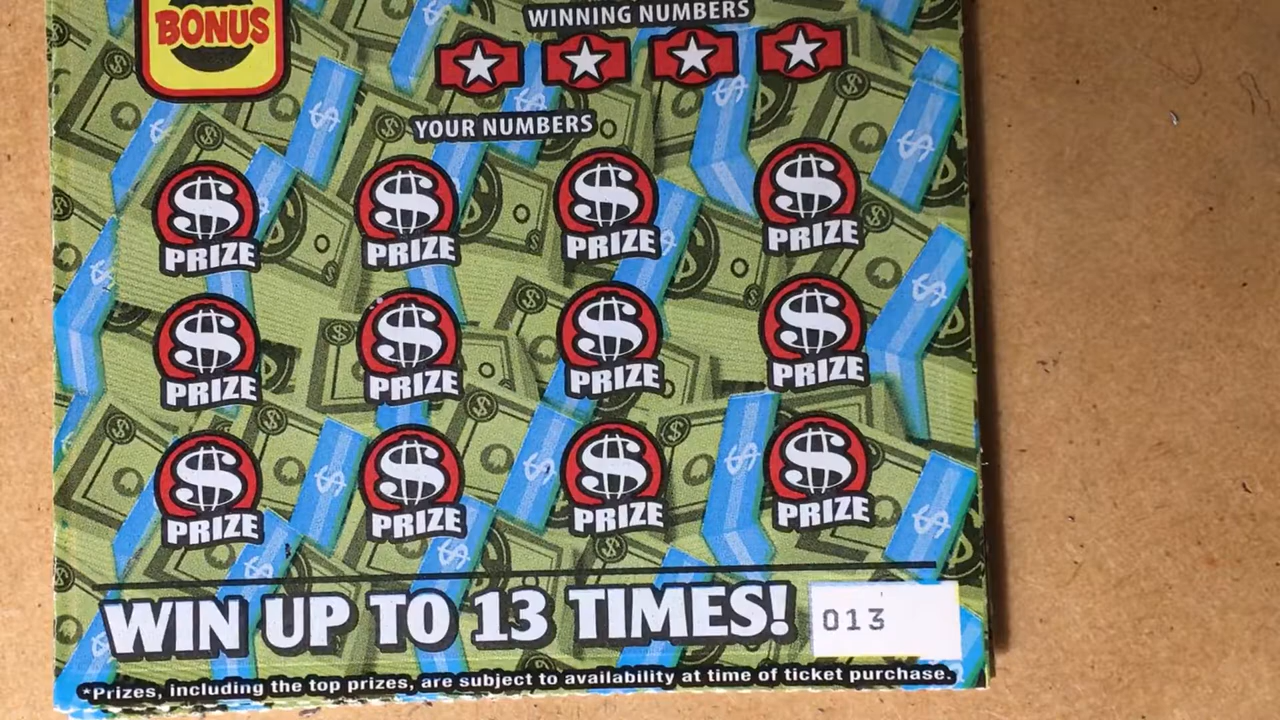 BONUS
WINNING NUMBERS
YOUR NUMBERS
PRIZE PRIZE PRIZE PRIZE
PRIZE PRIZE PRIZE PRIZE
PRIZE PRIZE PRIZE PRIZE
WIN UP TO 13 TIMES! 013
*Prizes, including the top prizes, are subject to availability at time of ticket purchase.